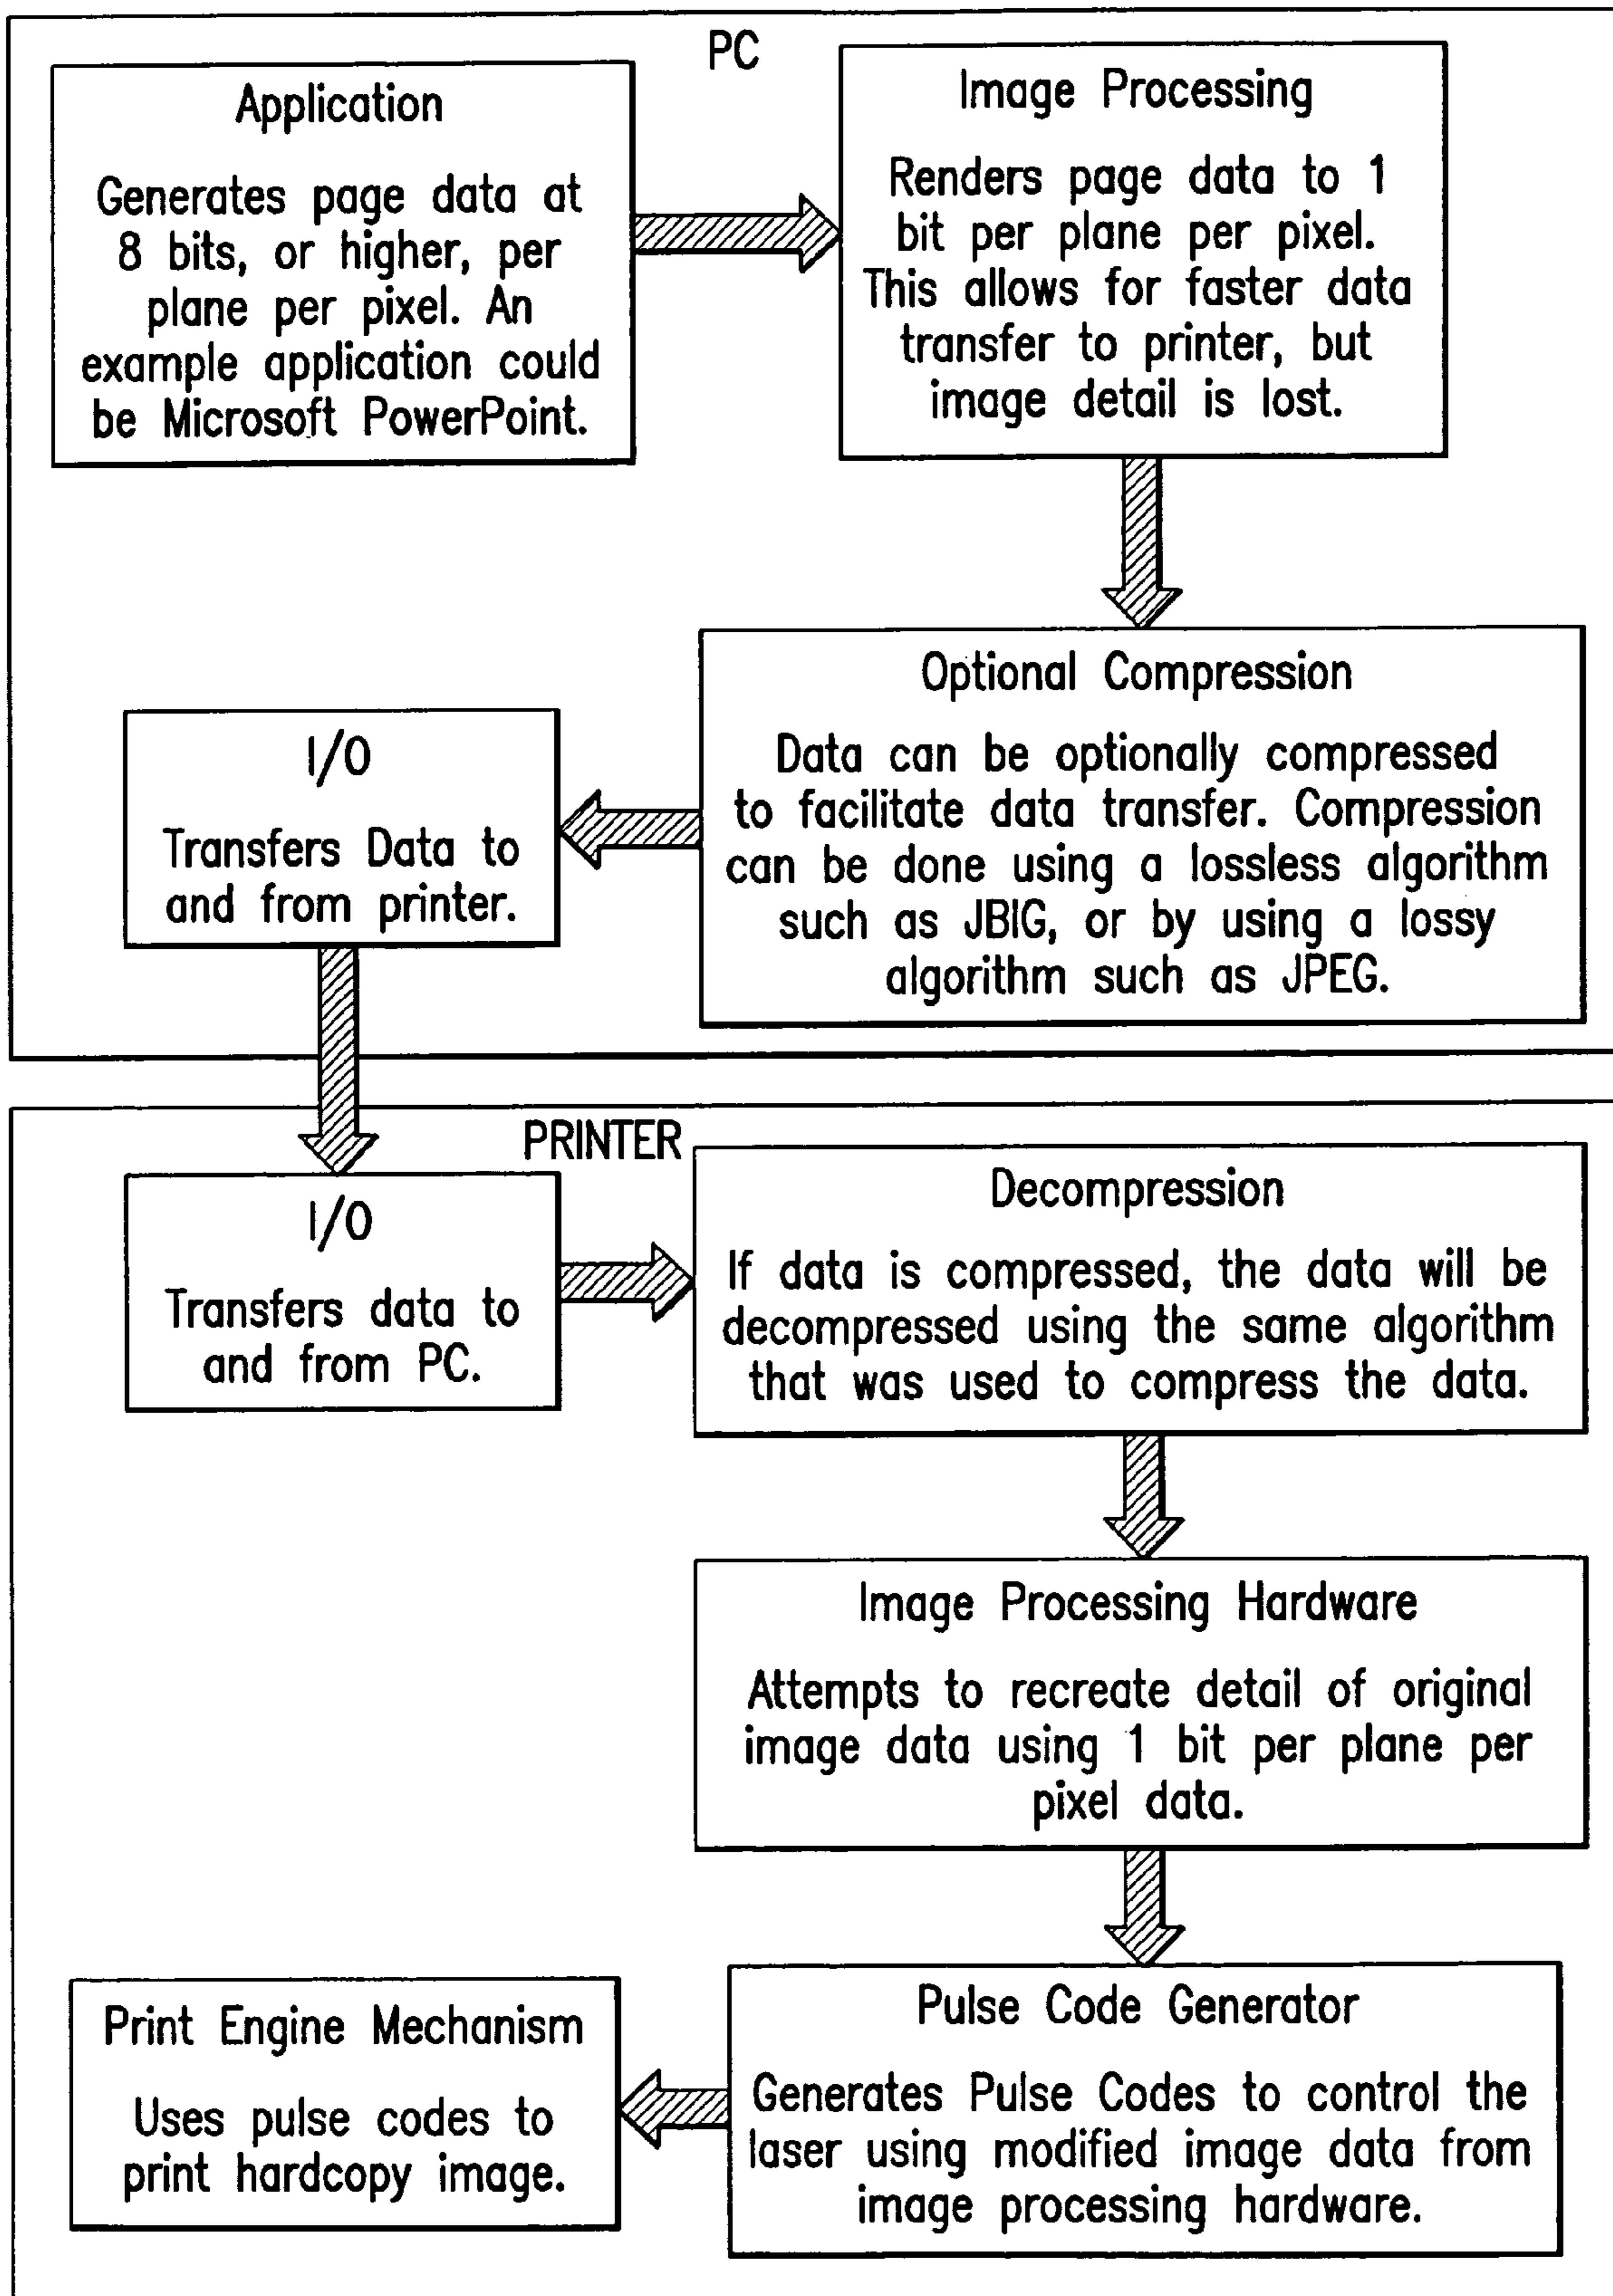 PC
Application
Generates page data at
8 bits, or higher, per
plane per pixel. An
example application could
be Microsoft PowerPoint.
Image Processing
Renders page data to 1
bit per plane per pixel.
This allows for faster data
transfer to printer, but
image detail is lost.
Optional Compression
Data can be optionally compressed
to facilitate data transfer. Compression
can be done using a lossless algorithm
such as JBIG, or by using a lossy
algorithm such as JPEG.
I/O
Transfers Data to
and from printer.
PRINTER
I/O
Transfers data to
and from PC.
Decompression
If data is compressed, the data will be
decompressed using the same algorithm
that was used to compress the data.
Image Processing Hardware
Attempts to recreate detail of original
image data using 1 bit per plane per
pixel data.
Pulse Code Generator
Generates Pulse Codes to control the
laser using modified image data from
image processing hardware.
Print Engine Mechanism
Uses pulse codes to
print hardcopy image.